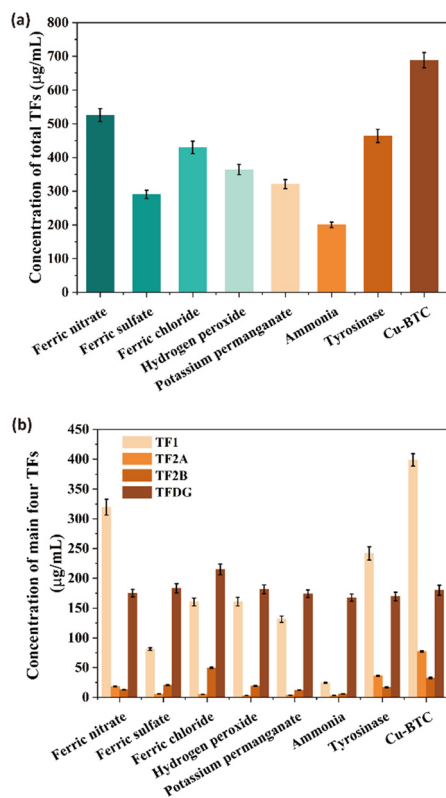 (a)
Concentration of total TFs (μg/mL)
800
700
600
500
400
300
200
100
0
Ferric nitrate
Ferric sulfate
Ferric chloride
Hydrogen peroxide
Potassium permanganate
Ammonia
Tyrosinase
Cu-BTC
(b)
Concentration of main four TFs
(μg/mL)
450
400
350
300
250
200
150
100
50
0
TF1
TF2A
TF2B
TFDG
Ferric nitrate
Ferric sulfate
Ferric chloride
Hydrogen peroxide
Potassium permanganate
Ammonia
Tyrosinase
Cu-BTC